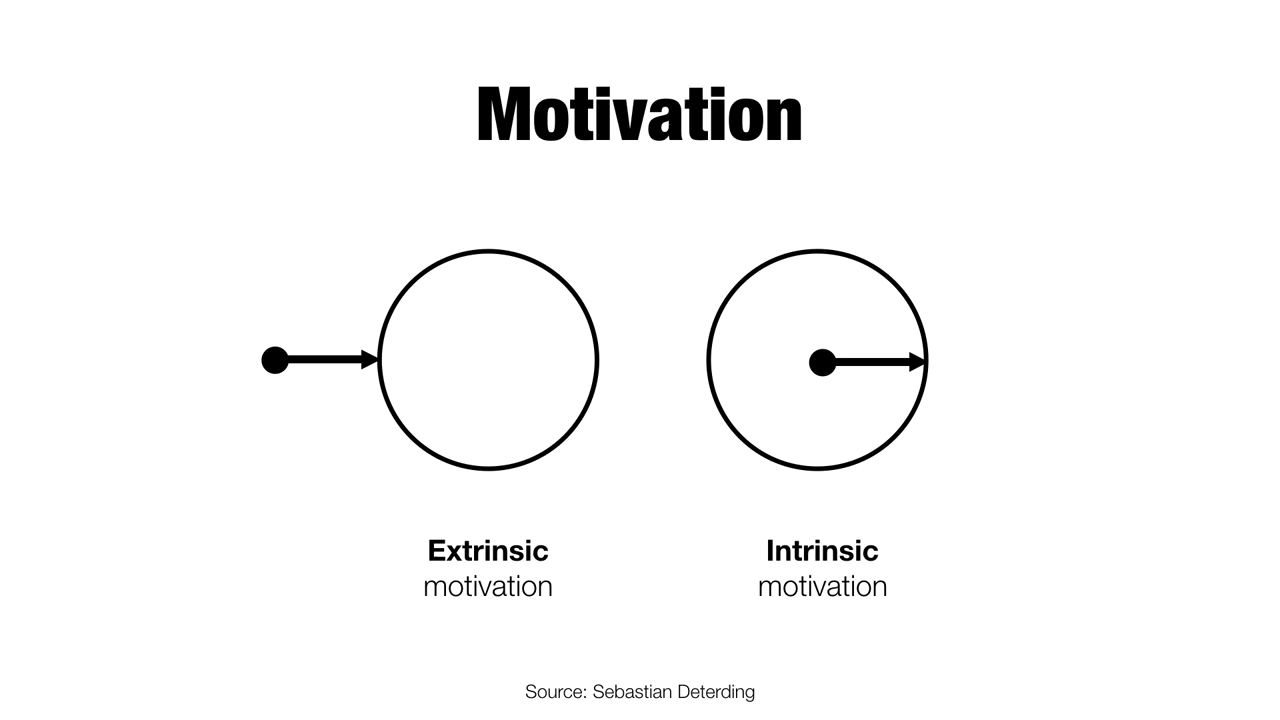 Motivation
Extrinsic
motivation
Intrinsic
motivation
Source: Sebastian Deterding